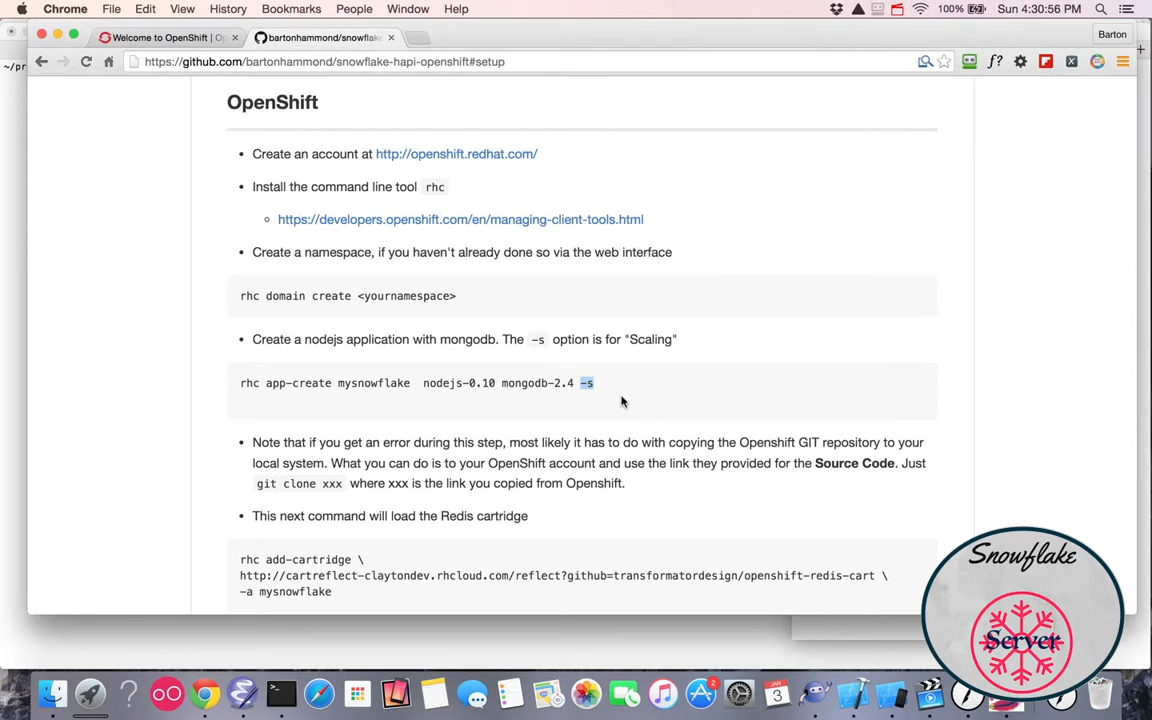 Chrome File Edit View History Bookmarks People Window Help 100% Sun 4:30:56 PM
Welcome to OpenShift | O
bartonhammond/snowflake
Barton
https://github.com/bartonhammond/snowflake-hapi-openshift#setup
~/pr
OpenShift
Create an account at http://openshift.redhat.com/
Install the command line tool rhc
https://developers.openshift.com/en/managing-client-tools.html
Create a namespace, if you haven't already done so via the web interface
rhc domain create <yournamespace>
Create a nodejs application with mongodb. The -s option is for "Scaling"
rhc app-create mysnowflake nodejs-0.10 mongodb-2.4 -s
Note that if you get an error during this step, most likely it has to do with copying the Openshift GIT repository to your
local system. What you can do is to your OpenShift account and use the link they provided for the Source Code. Just
git clone xxx where xxx is the link you copied from Openshift.
This next command will load the Redis cartridge
rhc add-cartridge \
http://cartreflect-claytondev.rhcloud.com/reflect?github=transformatordesign/openshift-redis-cart \
-a mysnowflake
Snowflake
Server
JAN
3
2